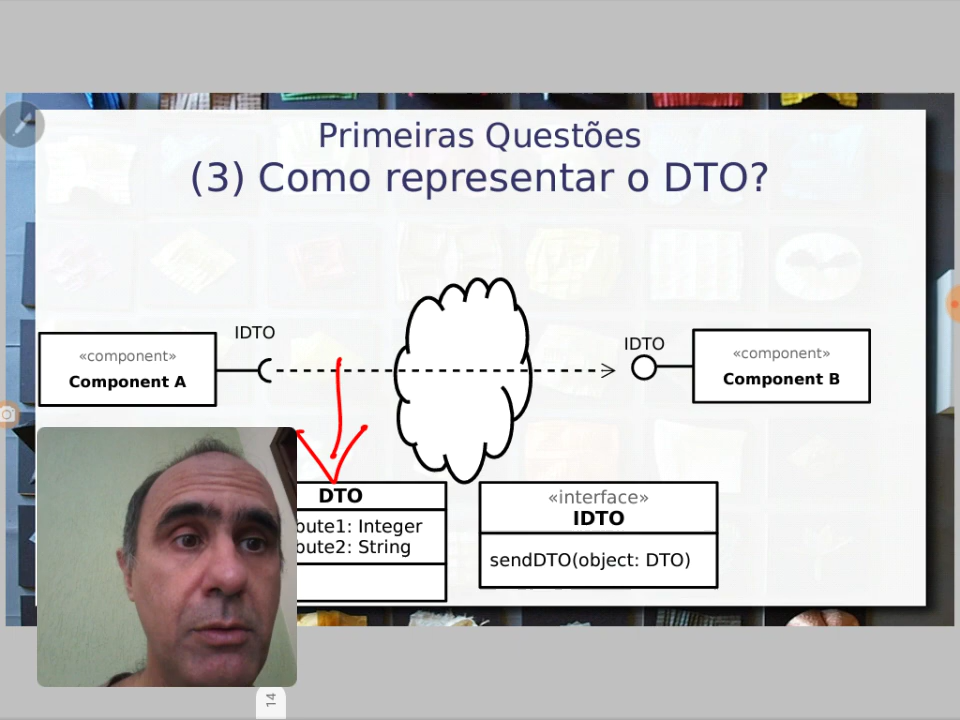 Primeiras Questões
(3) Como representar o DTO?
IDTO
IDTO
«component»
Component A
«component»
Component B
DTO
bute1: Integer
bute2: String
«interface»
IDTO
sendDTO(object: DTO)
14